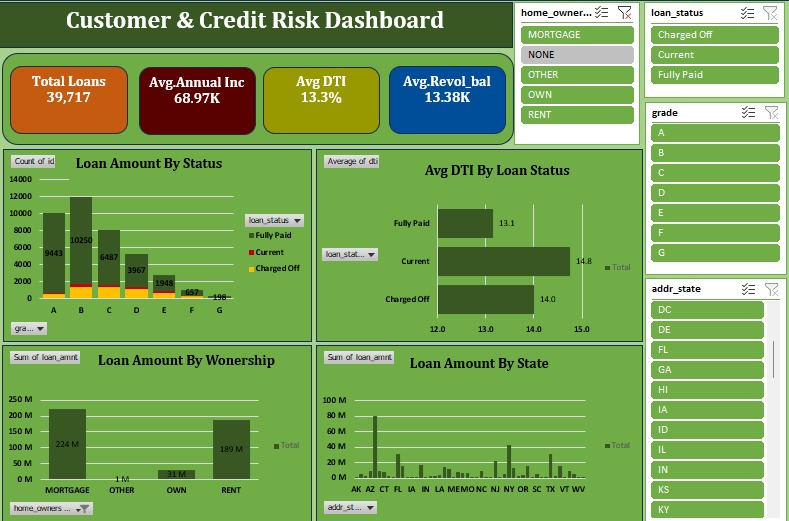 Customer & Credit Risk Dashboard
Total Loans
39,717
Avg.Annual Inc
68.97K
Avg DTI
13.3%
Avg.Revol_bal
13.38K
home_owner...
MORTGAGE
NONE
OTHER
OWN
RENT
loan_status
Charged Off
Current
Fully Paid
grade
A
B
C
D
E
F
G
addr_state
DC
DE
FL
GA
HI
IA
ID
IL
IN
KS
KY
Count of id
Loan Amount By Status
14000
12000
10000
8000
6000
4000
2000
0
9443
10250
6487
3967
1948
657
198
A B C D E F G
loan_status
Fully Paid
Current
Charged Off
gra...
Average of dti
Avg DTI By Loan Status
loan_stat...
Fully Paid 13.1
Current 14.8
Charged Off 14.0
12.0 13.0 14.0 15.0
Total
Sum of loan_amnt
Loan Amount By Wonership
250 M
200 M
150 M
100 M
50 M
0 M
224 M
1 M
31 M
189 M
MORTGAGE OTHER OWN RENT
Total
home_owners ...
Sum of loan_amnt
Loan Amount By State
100 M
80 M
60 M
40 M
20 M
0 M
AK AZ CT FL IA IN LA ME MO NC NJ NY OR SC TX VT WV
Total
addr_st...